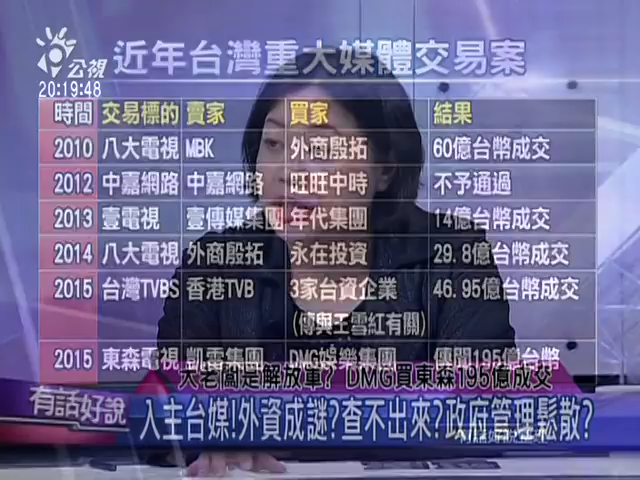 近年台灣重大媒體交易案
公視
20:19:48
時間 交易標的 賣家 買家 結果
2010 八大電視 MBK 外商殷拓 60億台幣成交
2012 中嘉網路 中嘉網路 旺旺中時 不予通過
2013 壹電視 壹傳媒集團 年代集團 14億台幣成交
2014 八大電視 外商殷拓 永在投資 29.8億台幣成交
2015 台灣TVBS 香港TVB 3家台資企業 46.95億台幣成交
(傳與王雪紅有關)
2015 東森電視 凱雷集團 DMG娛樂集團 傳聞195億台幣
大老闆是解放軍? DMG買東森195億成交
有話好說
入主台媒!外資成謎?查不出來?政府管理鬆散?